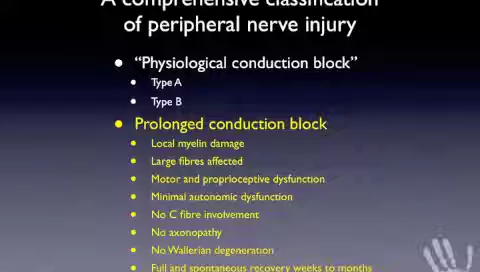 A comprehensive classification
of peripheral nerve injury
• "Physiological conduction block"
• Type A
• Type B
• Prolonged conduction block
• Local myelin damage
• Large fibres affected
• Motor and proprioceptive dysfunction
• Minimal autonomic dysfunction
• No C fibre involvement
• No axonopathy
• No Wallerian degeneration
• Full and spontaneous recovery weeks to months